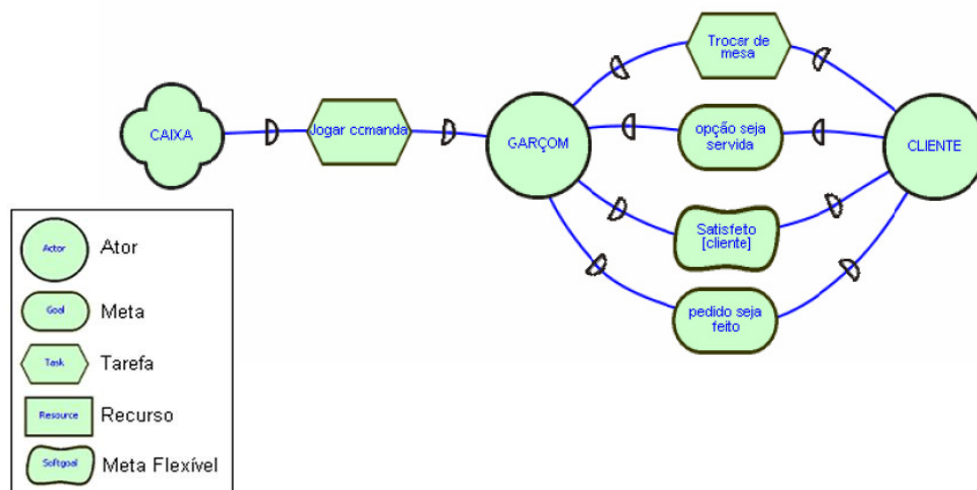 Trocar de
mesa
CAIXA
Jogar comanda
GARÇOM
opção seja
servida
CLIENTE
Satisfeto
[cliente]
pedido seja
feito
Actor
Ator
Goal
Meta
Task
Tarefa
Resource
Recurso
Softgoal
Meta Flexível